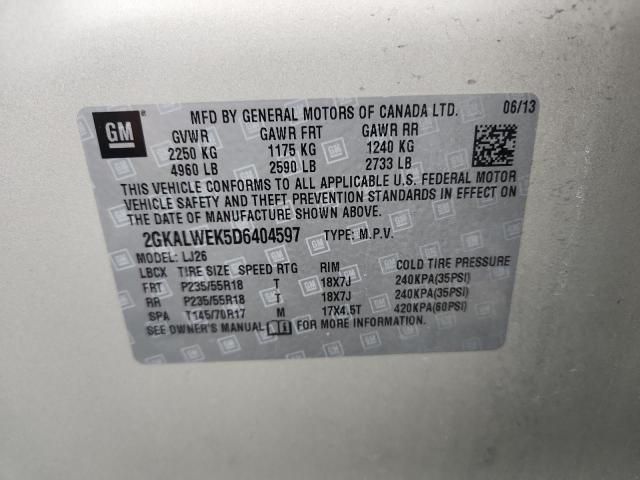 GM
MFD BY GENERAL MOTORS OF CANADA LTD. 06/13
GVWR GAWR FRT GAWR RR
2250 KG 1175 KG 1240 KG
4960 LB 2590 LB 2733 LB
THIS VEHICLE CONFORMS TO ALL APPLICABLE U.S. FEDERAL MOTOR
VEHICLE SAFETY AND THEFT PREVENTION STANDARDS IN EFFECT ON
THE DATE OF MANUFACTURE SHOWN ABOVE.
2GKALWEK5D6404597 TYPE: M.P.V.
MODEL: LJ26
LBCX TIRE SIZE SPEED RTG RIM COLD TIRE PRESSURE
FRT P235/55R18 T 18X7J 240KPA(35PSI)
RR P235/55R18 T 18X7J 240KPA(35PSI)
SPA T145/70R17 M 17X4.5T 420KPA(60PSI)
SEE OWNER'S MANUAL FOR MORE INFORMATION.